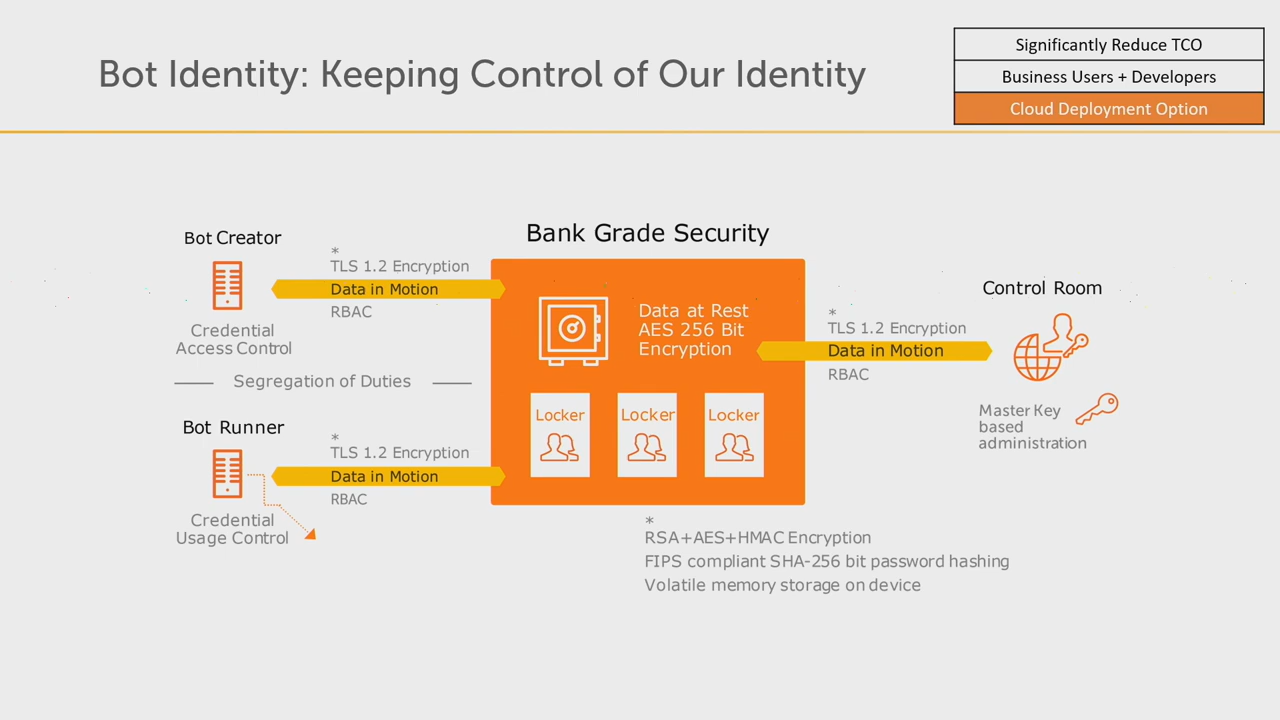 Bot Identity: Keeping Control of Our Identity
Significantly Reduce TCO
Business Users + Developers
Cloud Deployment Option
Bank Grade Security
Bot Creator
*
TLS 1.2 Encryption
Data in Motion
RBAC
Credential
Access Control
Segregation of Duties
Bot Runner
*
TLS 1.2 Encryption
Data in Motion
RBAC
Credential
Usage Control
Data at Rest
AES 256 Bit
Encryption
Locker
Locker
Locker
*
TLS 1.2 Encryption
Data in Motion
RBAC
Control Room
Master Key
based
administration
*
RSA+AES+HMAC Encryption
FIPS compliant SHA-256 bit password hashing
Volatile memory storage on device